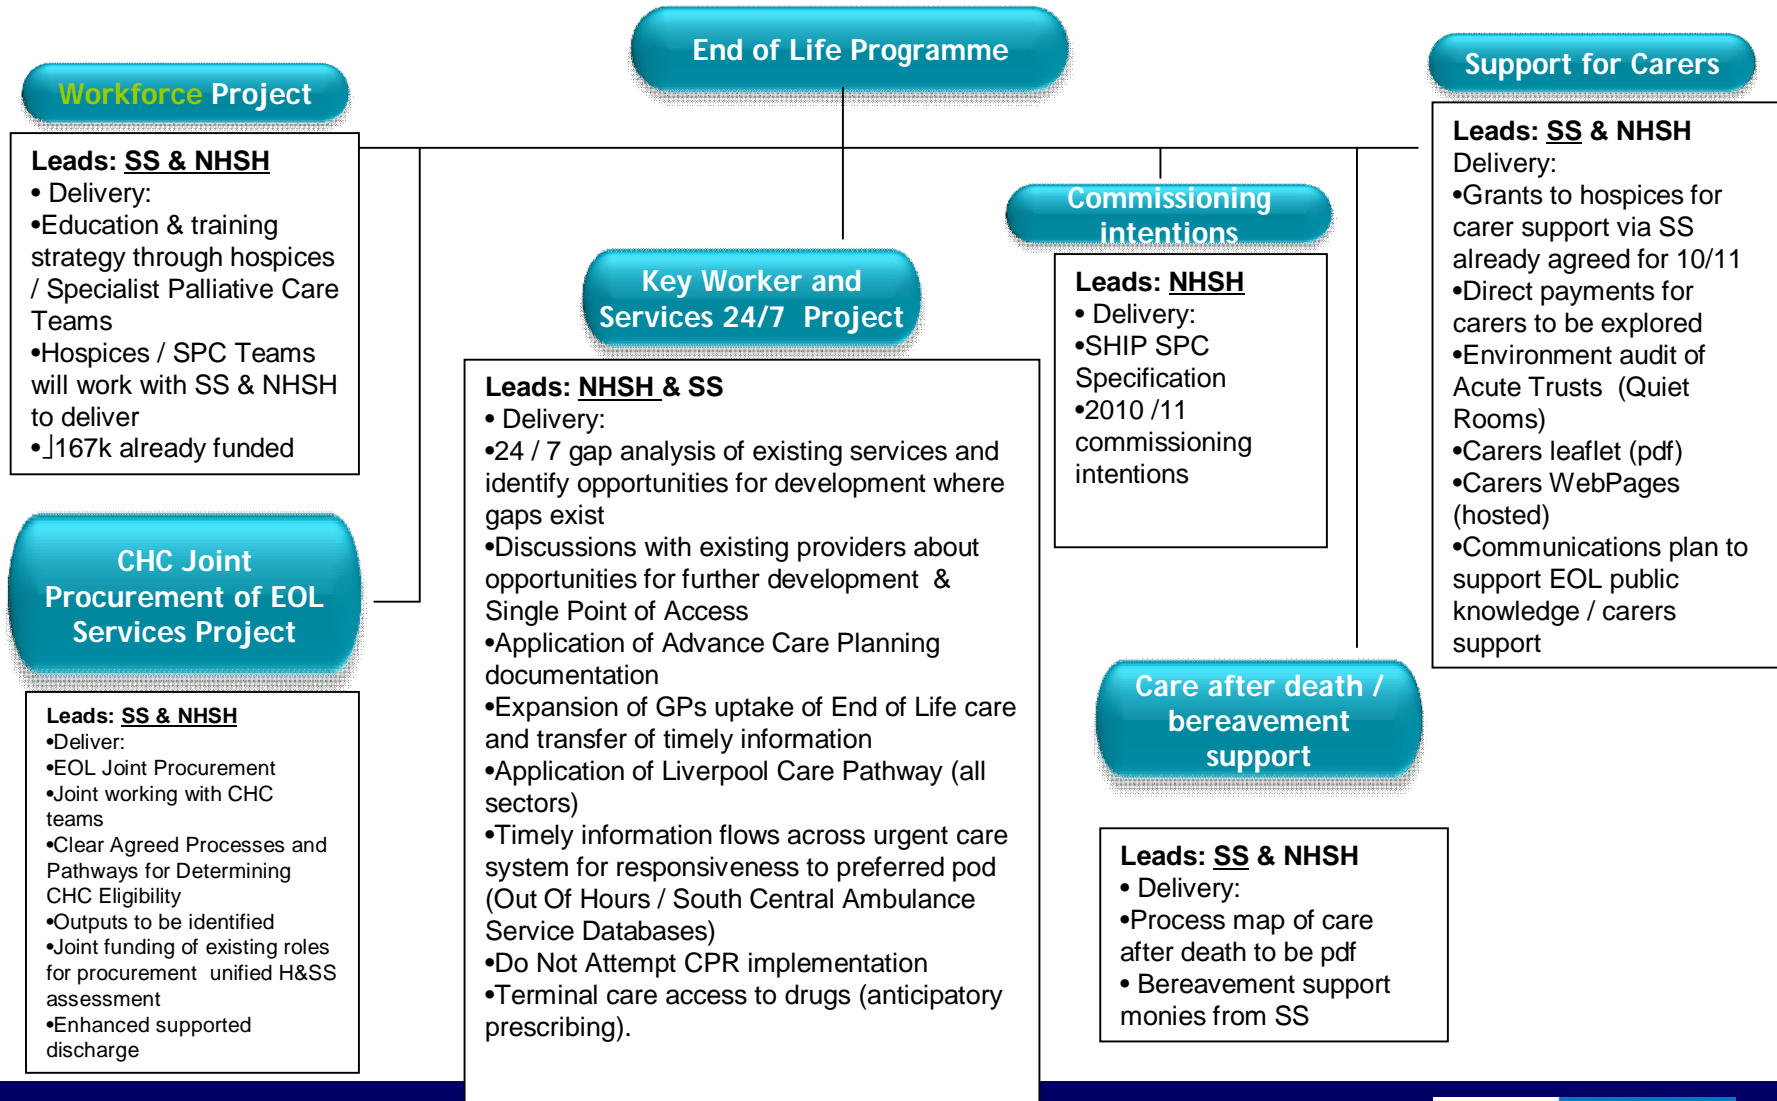 End of Life Programme
Workforce Project
Leads: SS & NHSH
• Delivery:
•Education & training
strategy through hospices
/ Specialist Palliative Care
Teams
•Hospices / SPC Teams
will work with SS & NHSH
to deliver
•⌋167k already funded
CHC Joint
Procurement of EOL
Services Project
Leads: SS & NHSH
•Deliver:
•EOL Joint Procurement
•Joint working with CHC
teams
•Clear Agreed Processes and
Pathways for Determining
CHC Eligibility
•Outputs to be identified
•Joint funding of existing roles
for procurement unified H&SS
assessment
•Enhanced supported
discharge
Key Worker and
Services 24/7 Project
Leads: NHSH & SS
• Delivery:
•24 / 7 gap analysis of existing services and
identify opportunities for development where
gaps exist
•Discussions with existing providers about
opportunities for further development &
Single Point of Access
•Application of Advance Care Planning
documentation
•Expansion of GPs uptake of End of Life care
and transfer of timely information
•Application of Liverpool Care Pathway (all
sectors)
•Timely information flows across urgent care
system for responsiveness to preferred pod
(Out Of Hours / South Central Ambulance
Service Databases)
•Do Not Attempt CPR implementation
•Terminal care access to drugs (anticipatory
prescribing).
Commissioning
intentions
Leads: NHSH
• Delivery:
•SHIP SPC
Specification
•2010 /11
commissioning
intentions
Care after death /
bereavement
support
Leads: SS & NHSH
• Delivery:
•Process map of care
after death to be pdf
• Bereavement support
monies from SS
Support for Carers
Leads: SS & NHSH
Delivery:
•Grants to hospices for
carer support via SS
already agreed for 10/11
•Direct payments for
carers to be explored
•Environment audit of
Acute Trusts (Quiet
Rooms)
•Carers leaflet (pdf)
•Carers WebPages
(hosted)
•Communications plan to
support EOL public
knowledge / carers
support